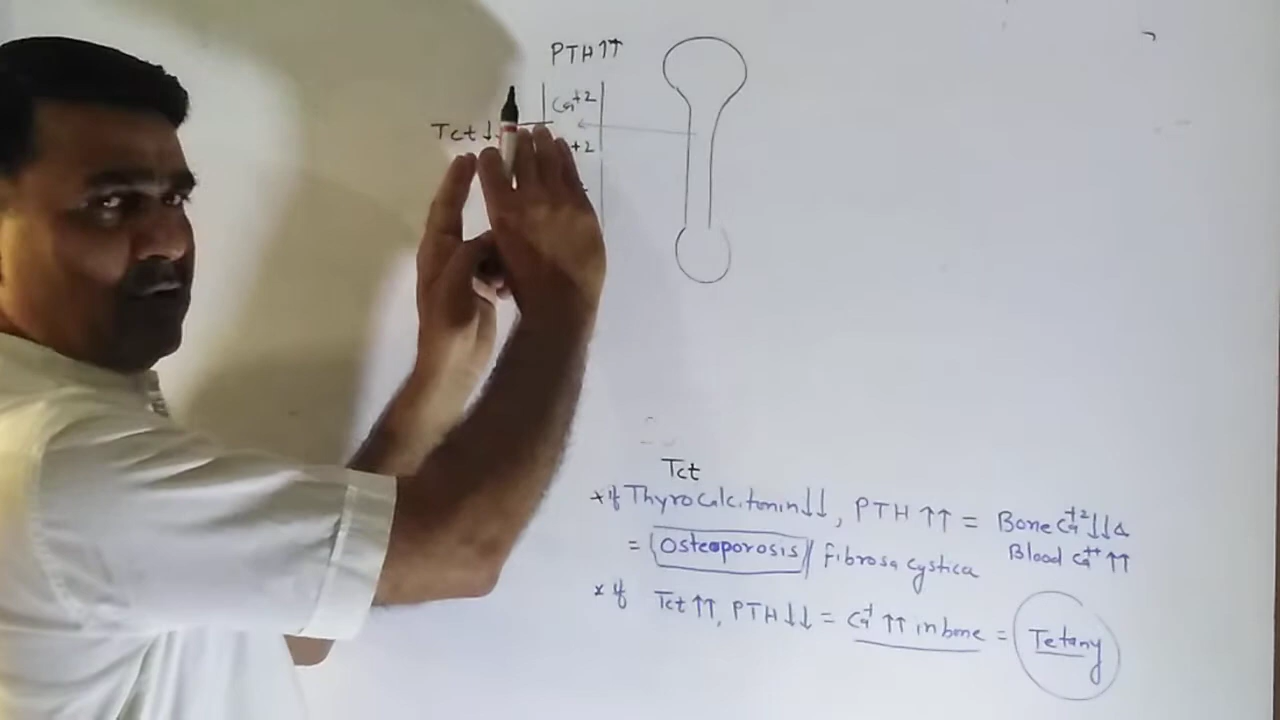 PTH↑↑
Ca+2
Tct↓
+2
Tct
*if Thyrocalcitonin↓↓, PTH↑↑ = Bone Ca+2↓↓Δ
= Osteoporosis / fibrosa cystica Blood Ca++↑↑
*if Tct↑↑, PTH↓↓ = Ca+↑↑ in bone = Tetany